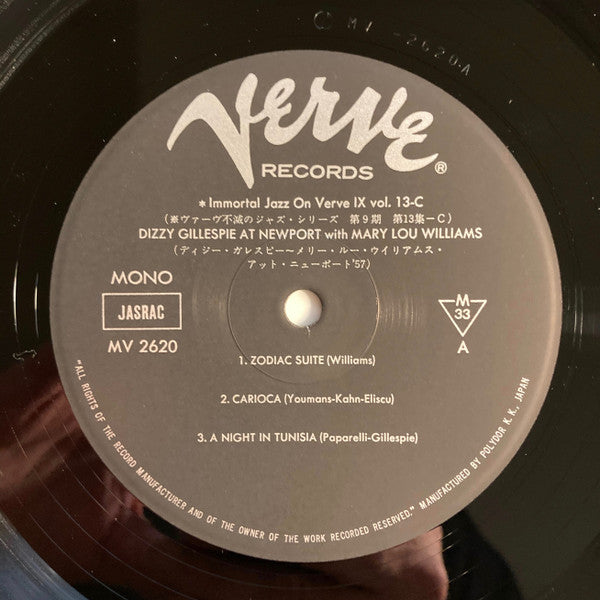 Ⓒ MV -2620A
Verve
RECORDS®
*Immortal Jazz On Verve IX vol. 13-C
(※ヴァーヴ不滅のジャズ・シリーズ 第9期 第13集-C)
DIZZY GILLESPIE AT NEWPORT with MARY LOU WILLIAMS
(ディジー・ガレスピー～メリー・ルー・ウイリアムス・
アット・ニューポート'57)
MONO
JASRAC
MV 2620
M
33
A
1. ZODIAC SUITE (Williams)
2. CARIOCA (Youmans-Kahn-Eliscu)
3. A NIGHT IN TUNISIA (Paparelli-Gillespie)
"ALL RIGHTS OF THE RECORD MANUFACTURER AND OF THE OWNER OF THE WORK RECORDED RESERVED." MANUFACTURED BY POLYDOR K. K., JAPAN